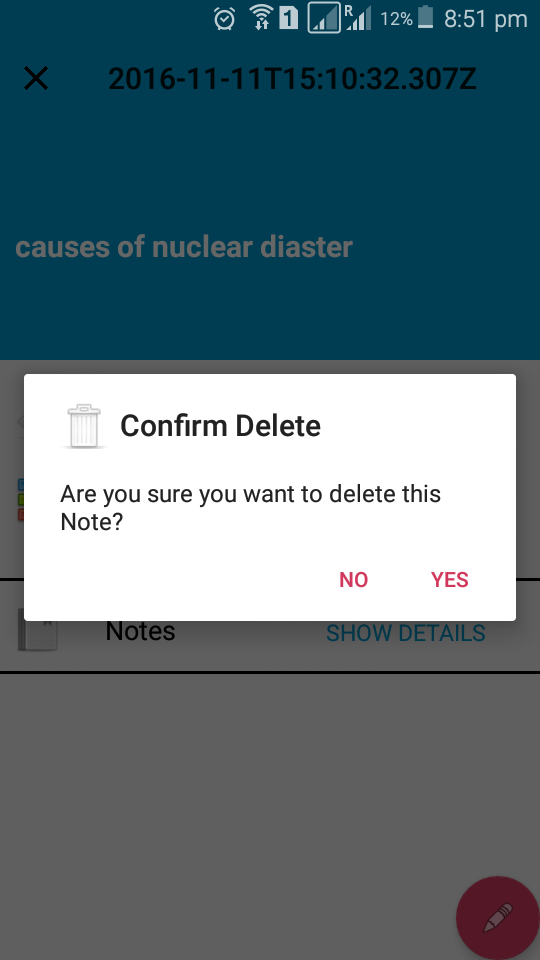 R
1
12%
8:51 pm
2016-11-11T15:10:32.307Z
causes of nuclear diaster
Confirm Delete
Are you sure you want to delete this
Note?
NO
YES
Notes
SHOW DETAILS